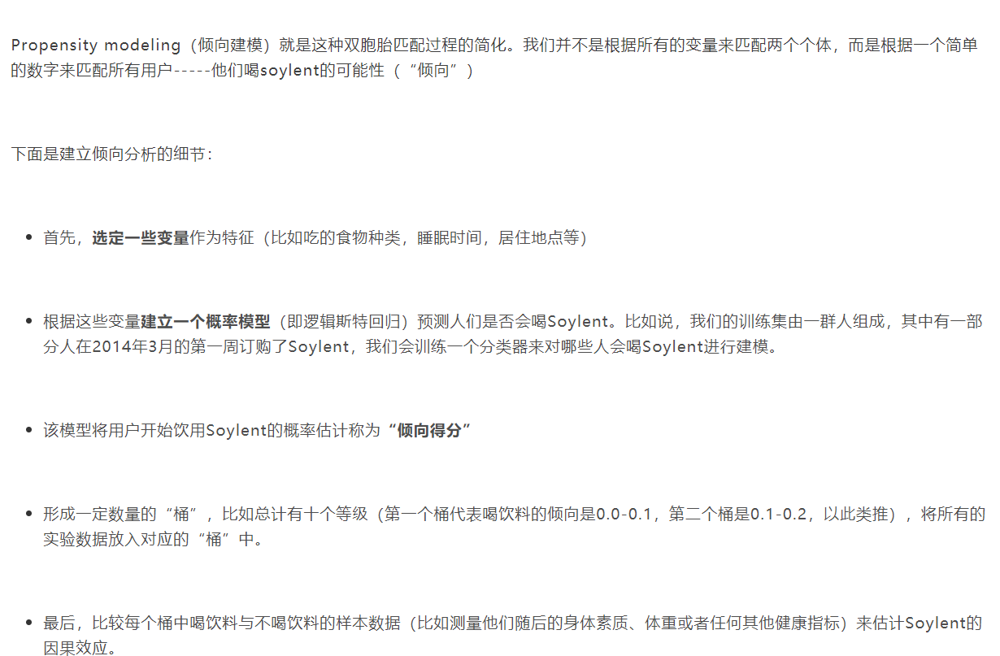 Propensity modeling（倾向建模）就是这种双胞胎匹配过程的简化。我们并不是根据所有的变量来匹配两个个体，而是根据一个简单
的数字来匹配所有用户-----他们喝soylent的可能性（“倾向”）
下面是建立倾向分析的细节：
• 首先，选定一些变量作为特征（比如吃的食物种类，睡眠时间，居住地点等）
• 根据这些变量建立一个概率模型（即逻辑斯特回归）预测人们是否会喝Soylent。比如说，我们的训练集由一群人组成，其中有一部
分人在2014年3月的第一周订购了Soylent，我们会训练一个分类器来对哪些人会喝Soylent进行建模。
• 该模型将用户开始饮用Soylent的概率估计称为“倾向得分”
• 形成一定数量的“桶”，比如总计有十个等级（第一个桶代表喝饮料的倾向是0.0-0.1，第二个桶是0.1-0.2，以此类推），将所有的
实验数据放入对应的“桶”中。
• 最后，比较每个桶中喝饮料与不喝饮料的样本数据（比如测量他们随后的身体素质、体重或者任何其他健康指标）来估计Soylent的
因果效应。